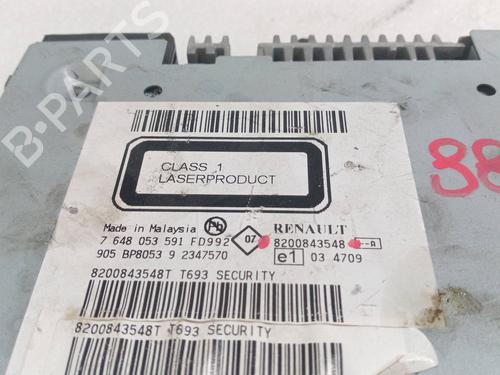 B-PARTS
CLASS 1
LASERPRODUCT
Made in Malaysia Pb
7 648 053 591 FD992 07
905 BP8053 9 2347570
RENAULT
8200843548 --A
e1 03 4709
8200843548T T693 SECURITY
8200843548T T693 SECURITY
88